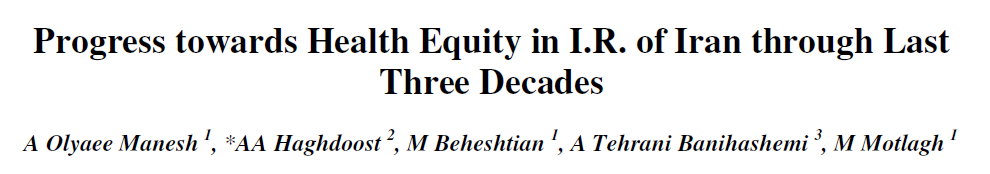 Progress towards Health Equity in I.R. of Iran through Last
Three Decades
A Olyaee Manesh 1, *AA Haghdoost 2, M Beheshtian 1, A Tehrani Banihashemi 3, M Motlagh 1